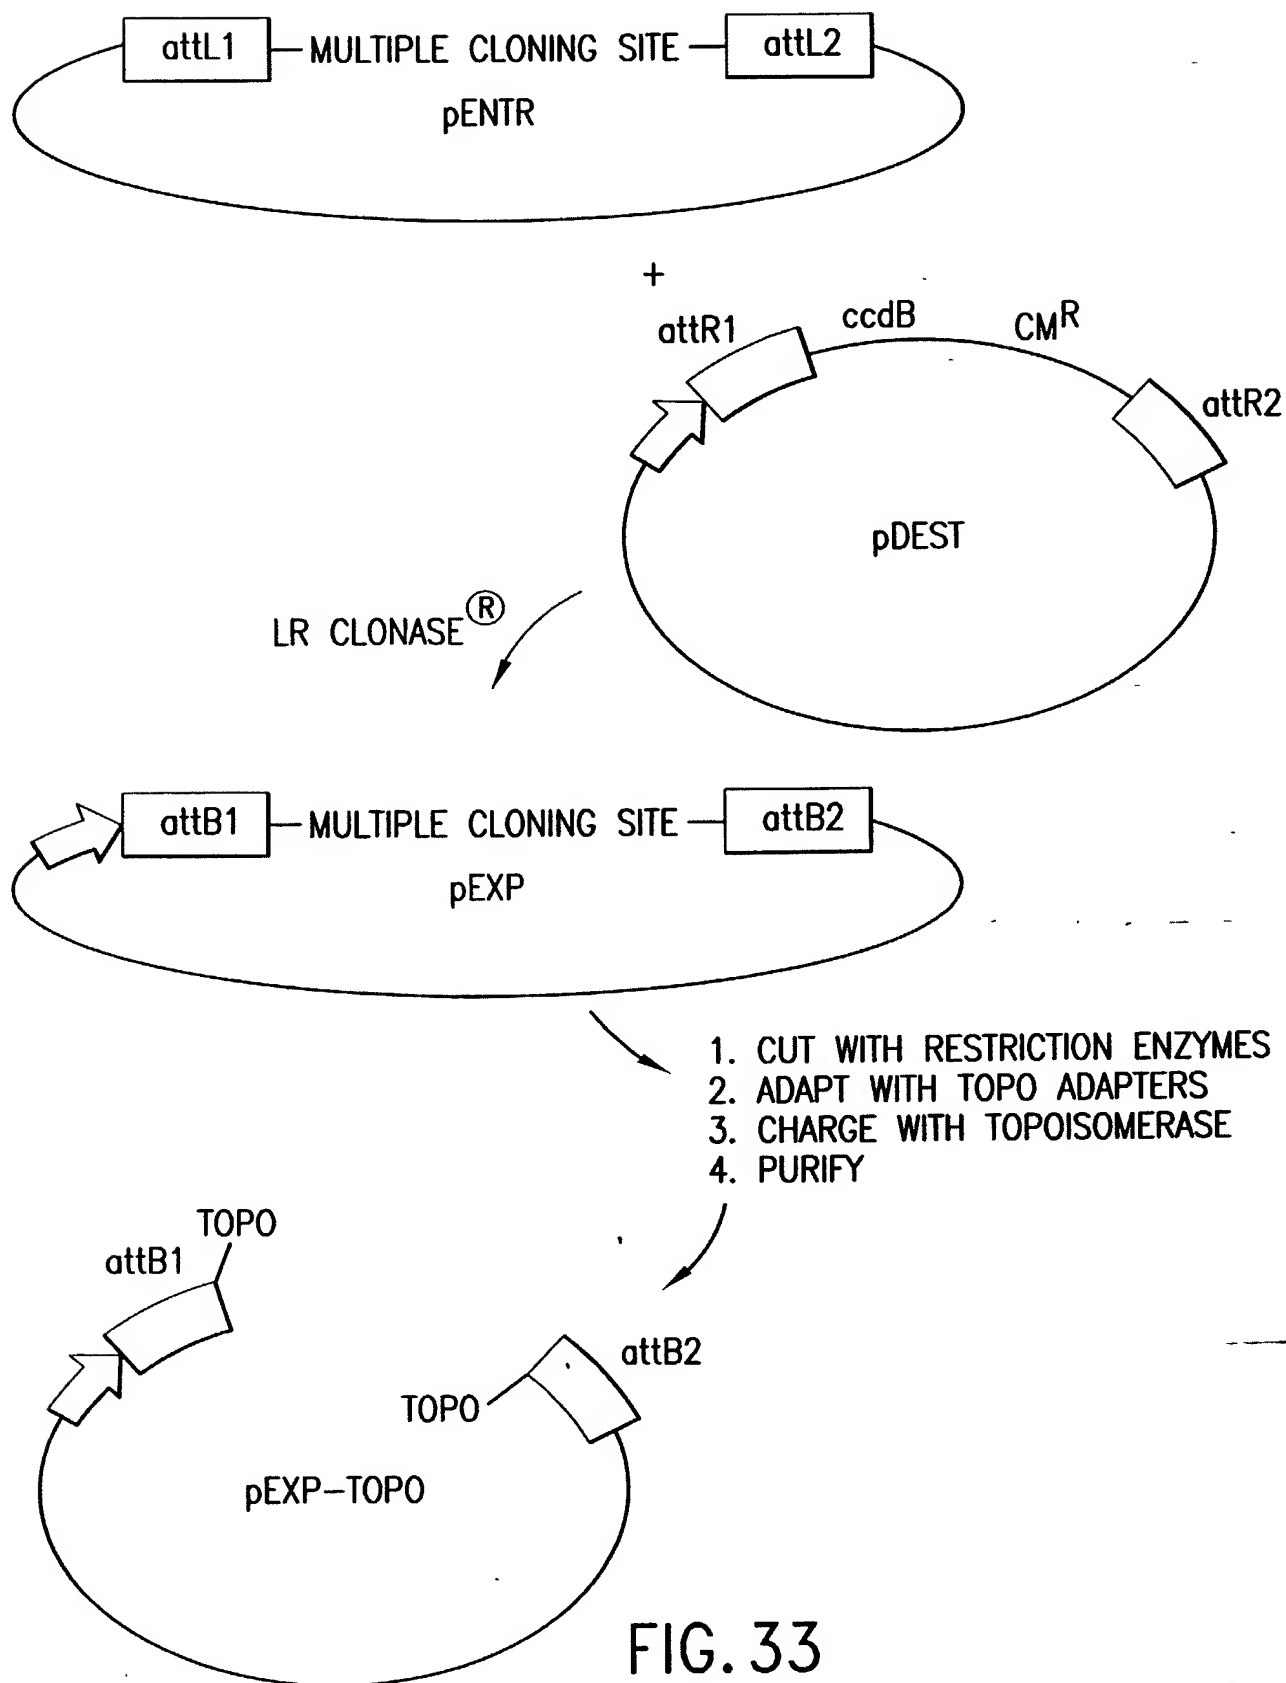 attL1
MULTIPLE CLONING SITE
attL2
pENTR
+
attR1
ccdB
CMR
attR2
pDEST
LR CLONASE®
attB1
MULTIPLE CLONING SITE
attB2
pEXP
1. CUT WITH RESTRICTION ENZYMES
2. ADAPT WITH TOPO ADAPTERS
3. CHARGE WITH TOPOISOMERASE
4. PURIFY
TOPO
attB1
attB2
TOPO
pEXP-TOPO
FIG. 33